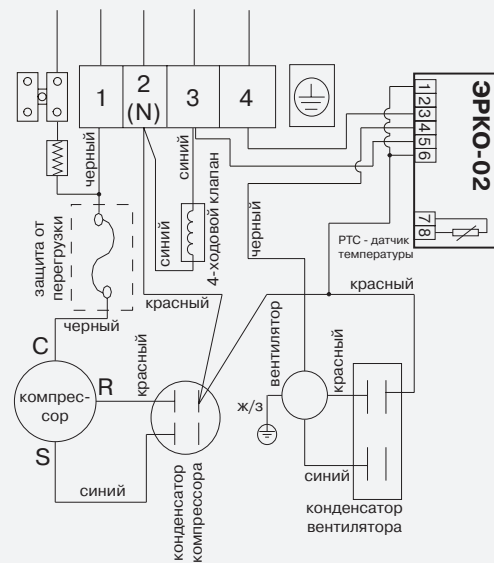 1
2
(N)
3
4
1
2
3
4
5
6
7
8
ЭРКО-02
черный
синий
синий
4-ходовой клапан
черный
защита от
перегрузки
РТС - датчик
температуры
красный
красный
черный
C
R
S
компрес-
сор
красный
синий
конденсатор
компрессора
вентилятор
ж/з
красный
синий
конденсатор
вентилятора